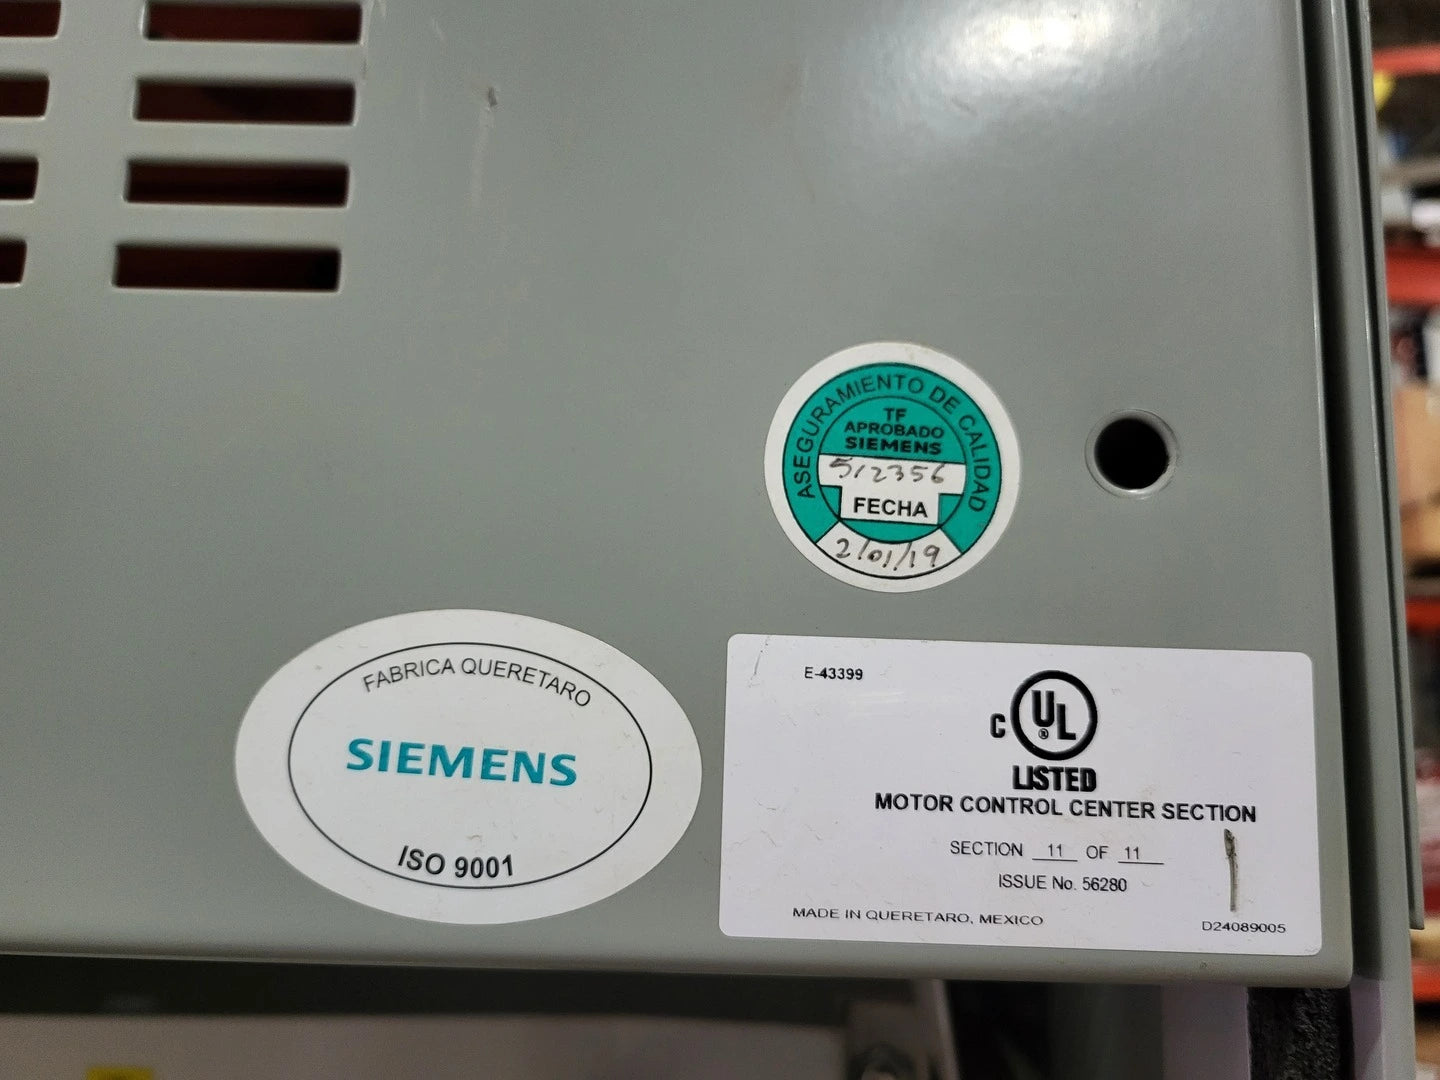 ASEGURAMIENTO DE CALIDAD
TF
APROBADO
SIEMENS
512356
FECHA
2/01/19
FABRICA QUERETARO
SIEMENS
ISO 9001
E-43399
C UL ®
LISTED
MOTOR CONTROL CENTER SECTION
SECTION 11 OF 11
ISSUE No. 56280
MADE IN QUERETARO, MEXICO
D24089005